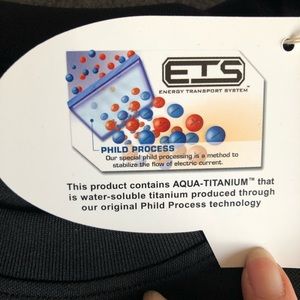 ETS
ENERGY TRANSPORT SYSTEM™
PHILD PROCESS
Our special phild processing is a method to
stabilize the flow of electric current.
This product contains AQUA-TITANIUM™ that
is water-soluble titanium produced through
our original Phild Process technology